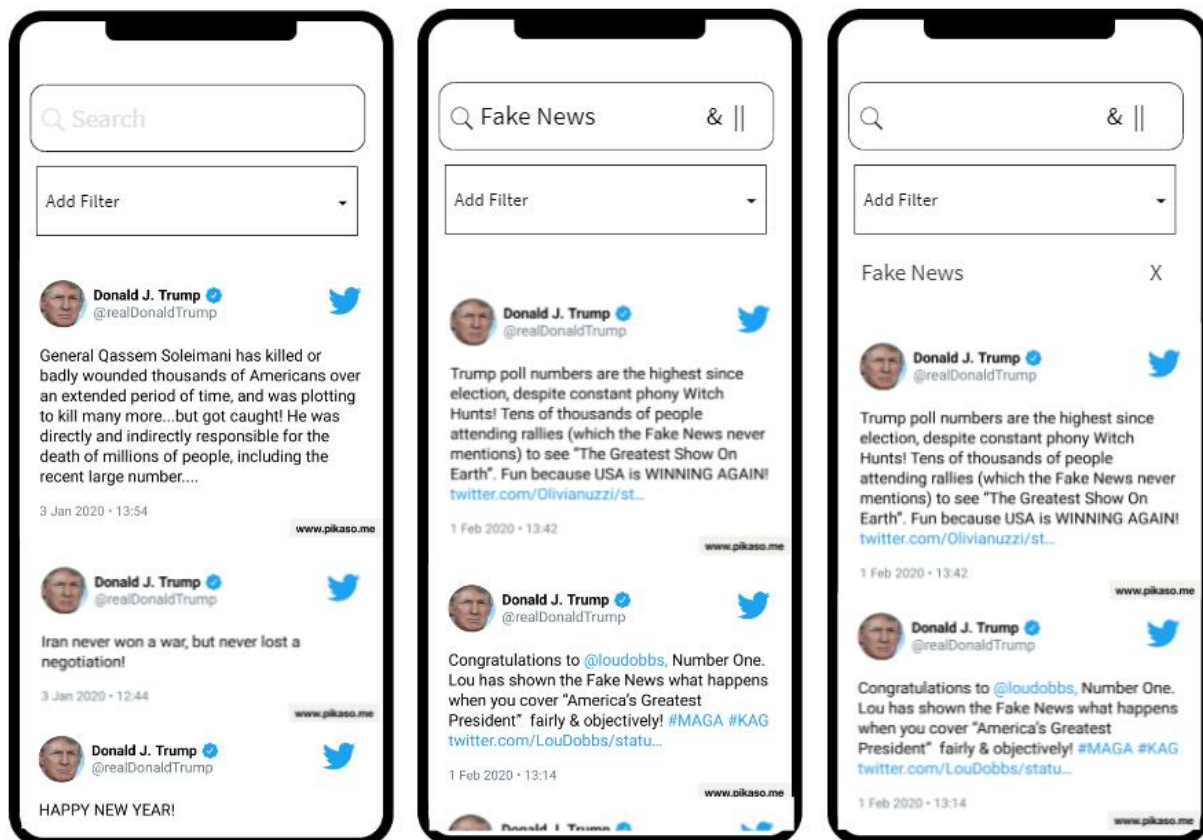 Search
Add Filter
Donald J. Trump
@realDonaldTrump
General Qassem Soleimani has killed or
badly wounded thousands of Americans over
an extended period of time, and was plotting
to kill many more...but got caught! He was
directly and indirectly responsible for the
death of millions of people, including the
recent large number....
3 Jan 2020 • 13:54
www.pikaso.me
Donald J. Trump
@realDonaldTrump
Iran never won a war, but never lost a
negotiation!
3 Jan 2020 • 12:44
www.pikaso.me
Donald J. Trump
@realDonaldTrump
HAPPY NEW YEAR!
Fake News & ||
Add Filter
Donald J. Trump
@realDonaldTrump
Trump poll numbers are the highest since
election, despite constant phony Witch
Hunts! Tens of thousands of people
attending rallies (which the Fake News never
mentions) to see “The Greatest Show On
Earth”. Fun because USA is WINNING AGAIN!
twitter.com/Olivianuzzi/st...
1 Feb 2020 • 13:42
www.pikaso.me
Donald J. Trump
@realDonaldTrump
Congratulations to @loudobbs, Number One.
Lou has shown the Fake News what happens
when you cover “America’s Greatest
President” fairly & objectively! #MAGA #KAG
twitter.com/LouDobbs/statu...
1 Feb 2020 • 13:14
www.pikaso.me
Donald J. Trump
& ||
Add Filter
Fake News X
Donald J. Trump
@realDonaldTrump
Trump poll numbers are the highest since
election, despite constant phony Witch
Hunts! Tens of thousands of people
attending rallies (which the Fake News never
mentions) to see “The Greatest Show On
Earth”. Fun because USA is WINNING AGAIN!
twitter.com/Olivianuzzi/st...
1 Feb 2020 • 13:42
www.pikaso.me
Donald J. Trump
@realDonaldTrump
Congratulations to @loudobbs, Number One.
Lou has shown the Fake News what happens
when you cover “America’s Greatest
President” fairly & objectively! #MAGA #KAG
twitter.com/LouDobbs/statu...
1 Feb 2020 • 13:14
www.pikaso.me